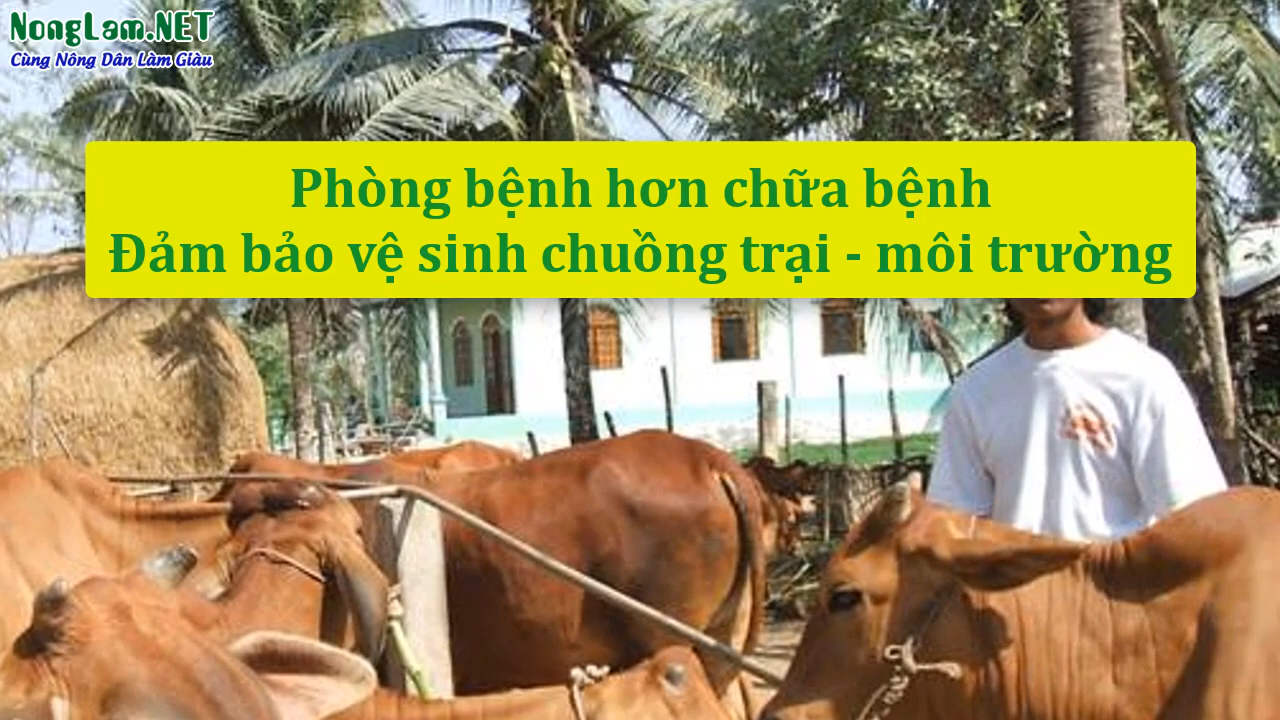 NongLam.NET
Cùng Nông Dân Làm Giàu
Phòng bệnh hơn chữa bệnh
Đảm bảo vệ sinh chuồng trại - môi trường